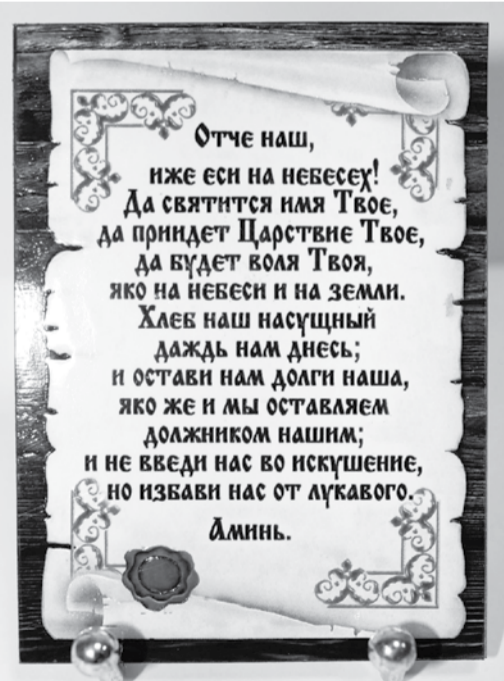 Отче наш,
иже еси на небесех!
Да святится имя Твое,
да приидет Царствие Твое,
да будет воля Твоя,
яко на небеси и на земли.
Хлеб наш насущный
даждь нам днесь;
и остави нам долги наша,
яко же и мы оставляем
должником нашим;
и не введи нас во искушение,
но избави нас от лукавого.
Аминь.